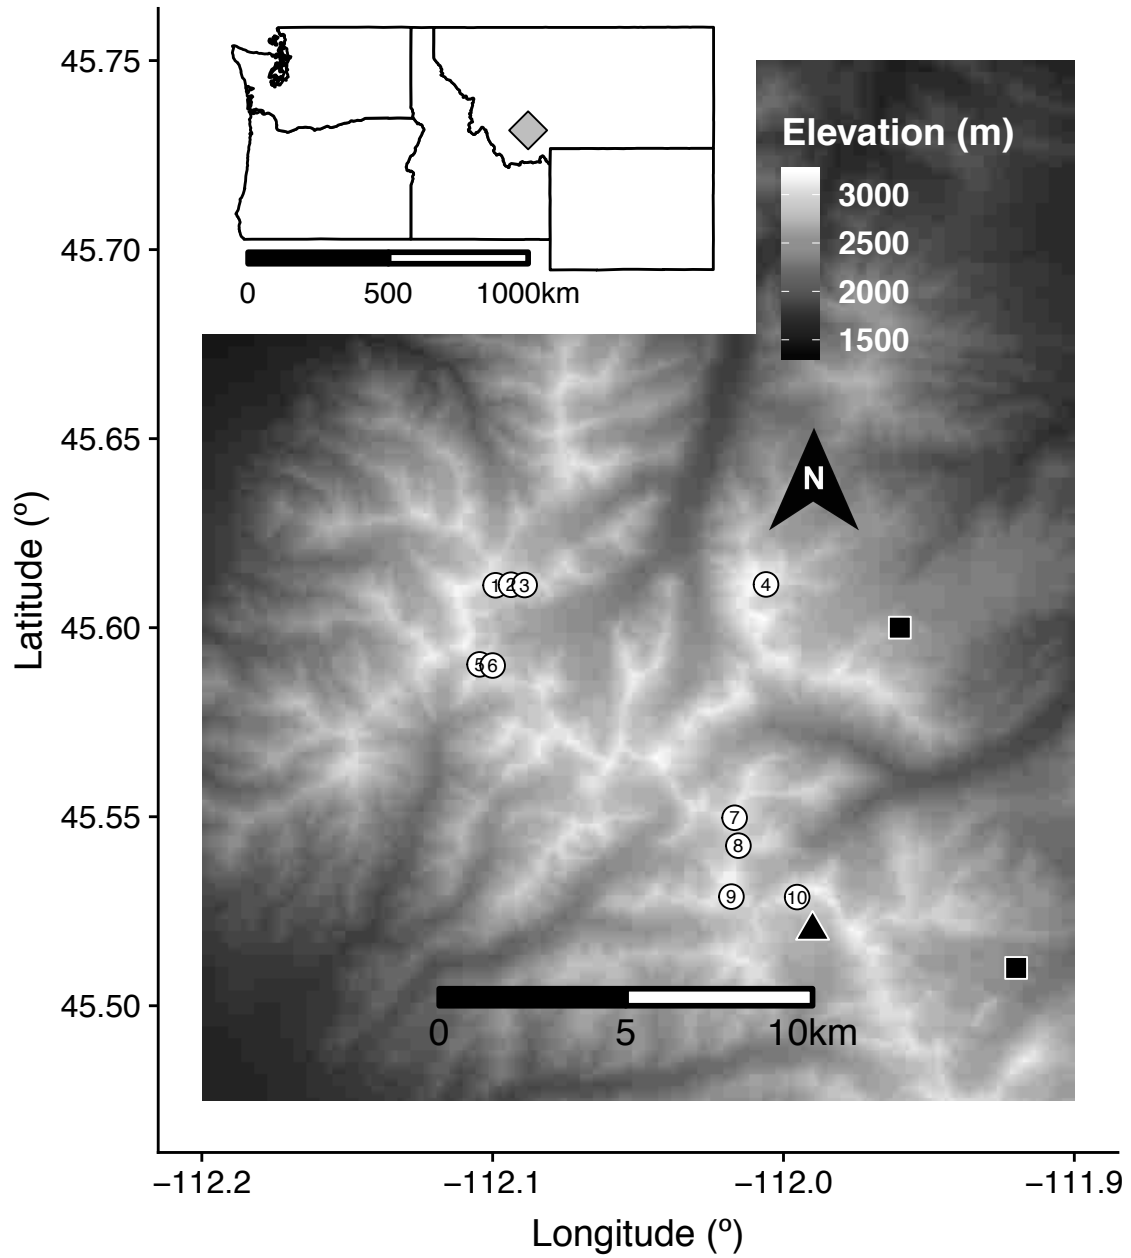 45.75
45.70
45.65
45.60
45.55
45.50
Latitude (º)
0 500 1000km
Elevation (m)
3000
2500
2000
1500
N
1 2 3
4
5 6
7
8
9
10
0 5 10km
−112.2 −112.1 −112.0 −111.9
Longitude (º)